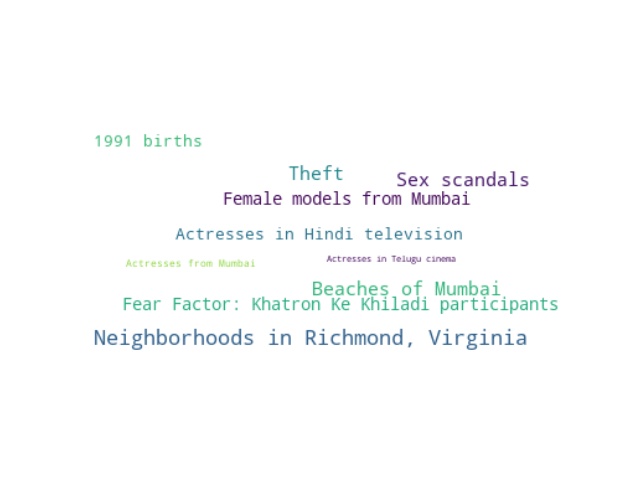 1991 births
Theft
Sex scandals
Female models from Mumbai
Actresses in Hindi television
Actresses from Mumbai
Actresses in Telugu cinema
Beaches of Mumbai
Fear Factor: Khatron Ke Khiladi participants
Neighborhoods in Richmond, Virginia